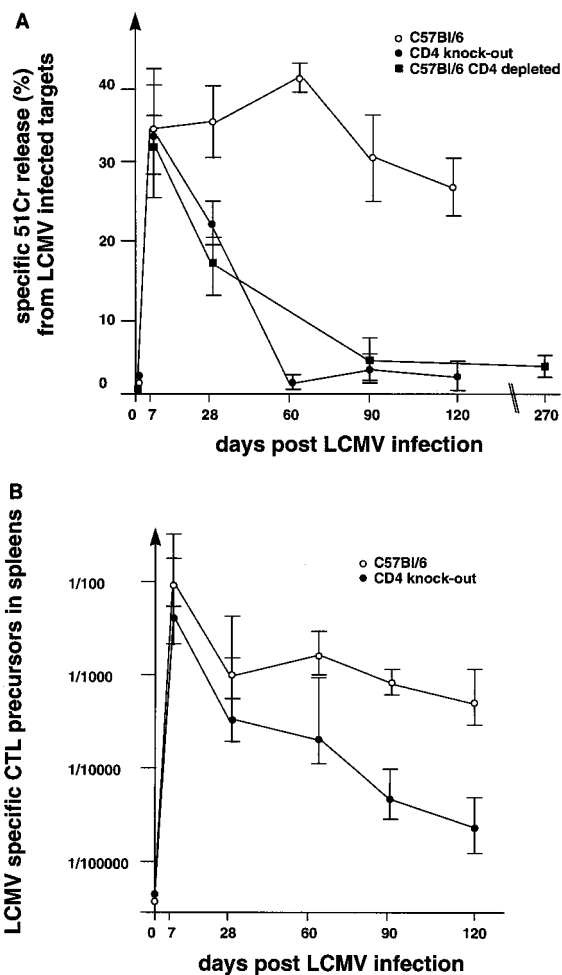 A
C57Bl/6
CD4 knock-out
C57Bl/6 CD4 depleted
specific 51Cr release (%)
from LCMV infected targets
40
30
20
10
0
0 7 28 60 90 120 270
days post LCMV infection
B
C57Bl/6
CD4 knock-out
LCMV specific CTL precursors in spleens
1/100
1/1000
1/10000
1/100000
0 7 28 60 90 120
days post LCMV infection